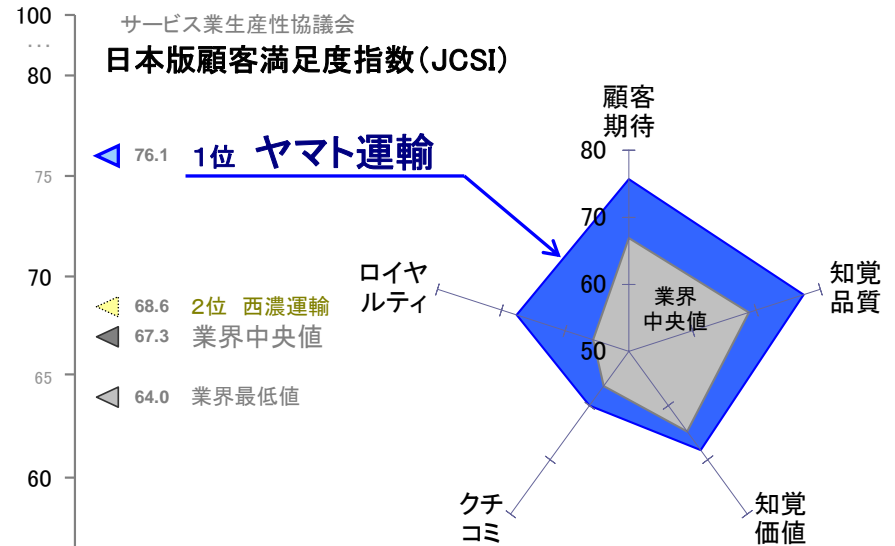 サービス業生産性協議会
日本版顧客満足度指数(JCSI)
100
...
80
76.1 1位 ヤマト運輸
75
70
68.6 2位 西濃運輸
67.3 業界中央値
65
64.0 業界最低値
60
顧客
期待
80
70
60
50
知覚
品質
業界
中央値
ロイヤ
ルティ
クチ
コミ
知覚
価値